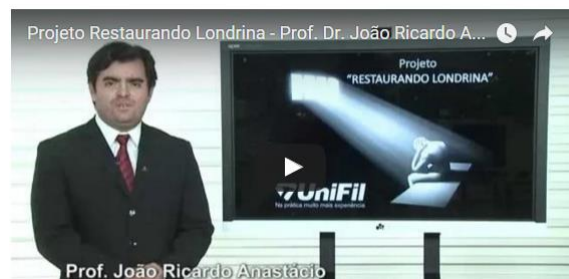 Projeto Restaurando Londrina - Prof. Dr. João Ricardo A...
Projeto
"RESTAURANDO LONDRINA"
UniFil
Na prática muito mais experiência.
Prof. João Ricardo Anastácio